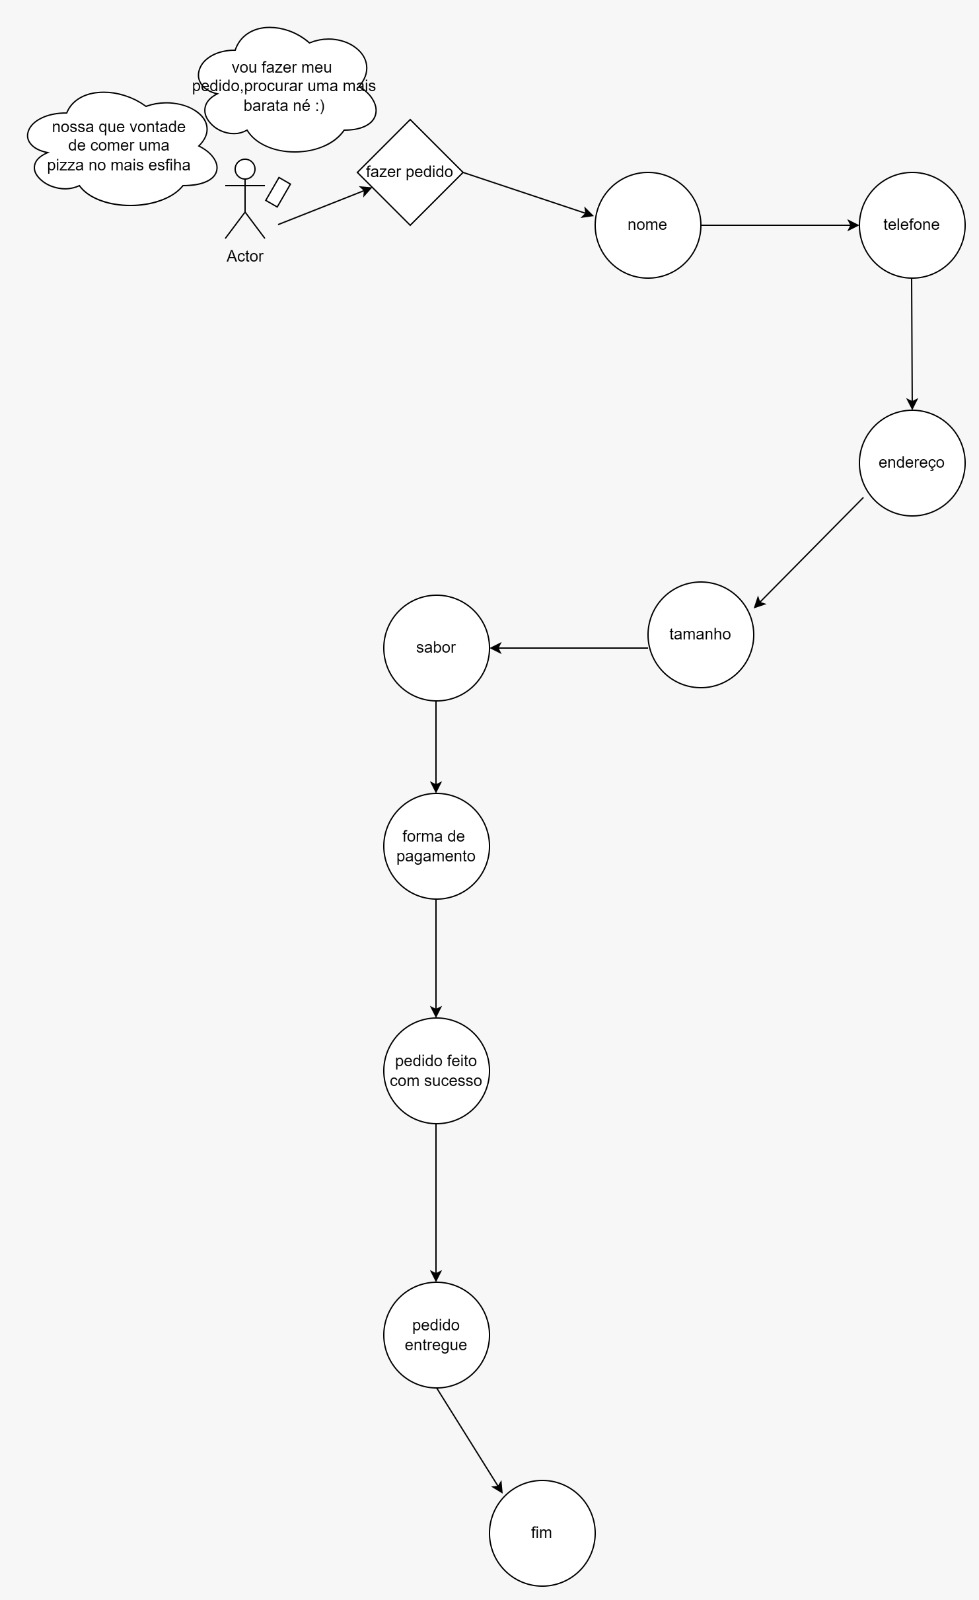 vou fazer meu
pedido,procurar uma mais
barata né :)
nossa que vontade
de comer uma
pizza no mais esfiha
Actor
fazer pedido
nome
telefone
endereço
tamanho
sabor
forma de
pagamento
pedido feito
com sucesso
pedido
entregue
fim